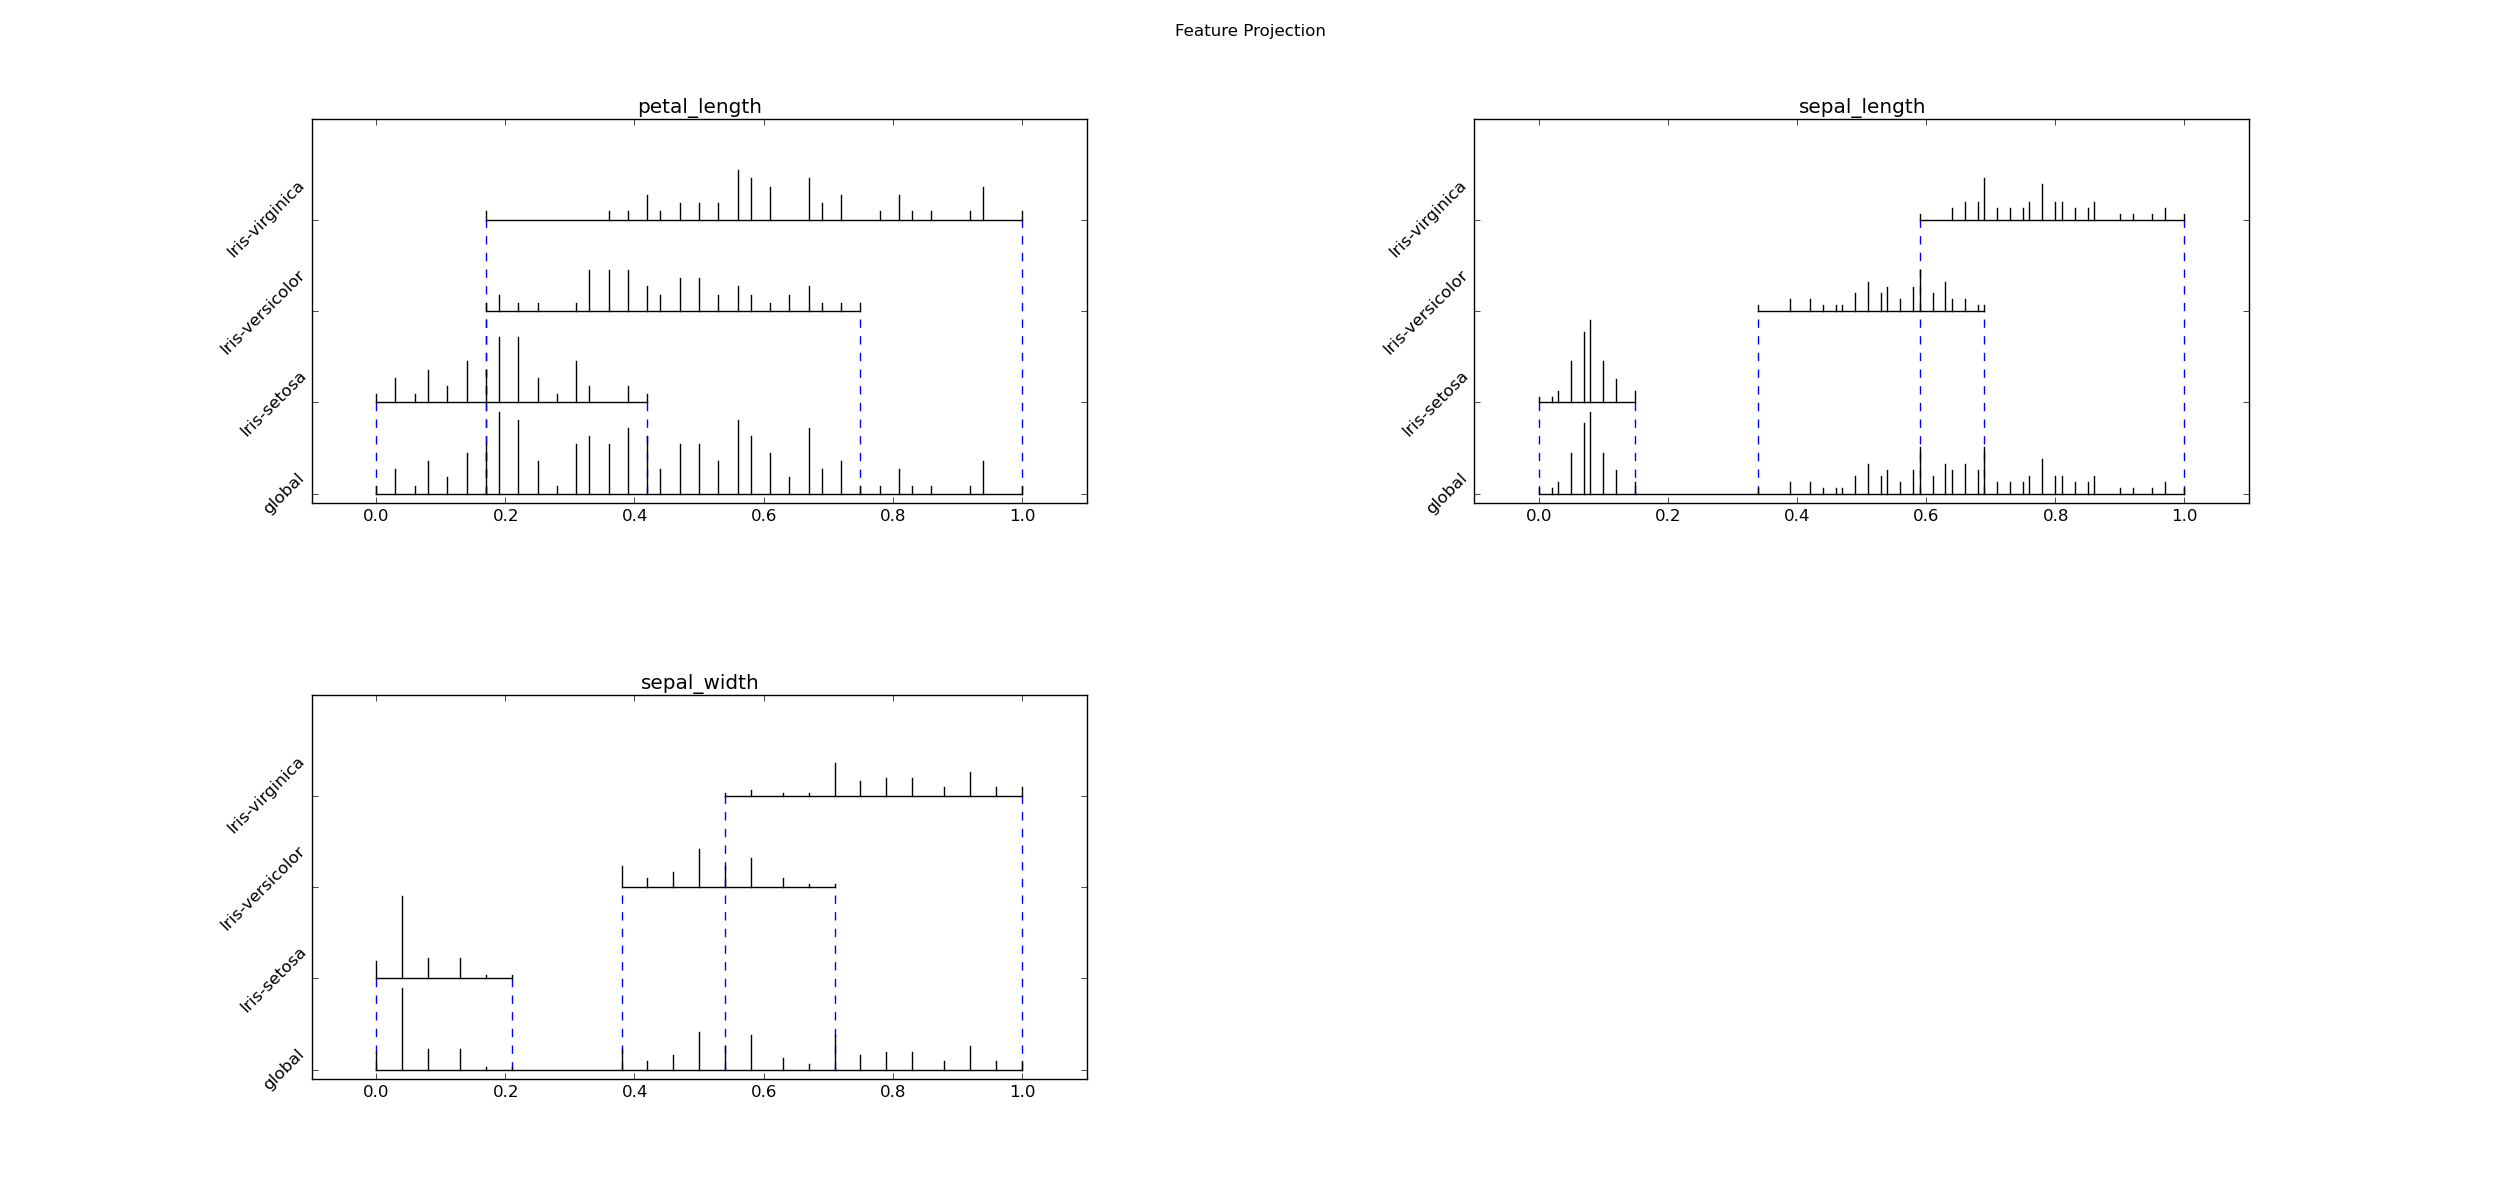 Feature Projection
petal_length
Iris-virginica
Iris-versicolor
Iris-setosa
global
0.0 0.2 0.4 0.6 0.8 1.0
sepal_length
Iris-virginica
Iris-versicolor
Iris-setosa
global
0.0 0.2 0.4 0.6 0.8 1.0
sepal_width
Iris-virginica
Iris-versicolor
Iris-setosa
global
0.0 0.2 0.4 0.6 0.8 1.0